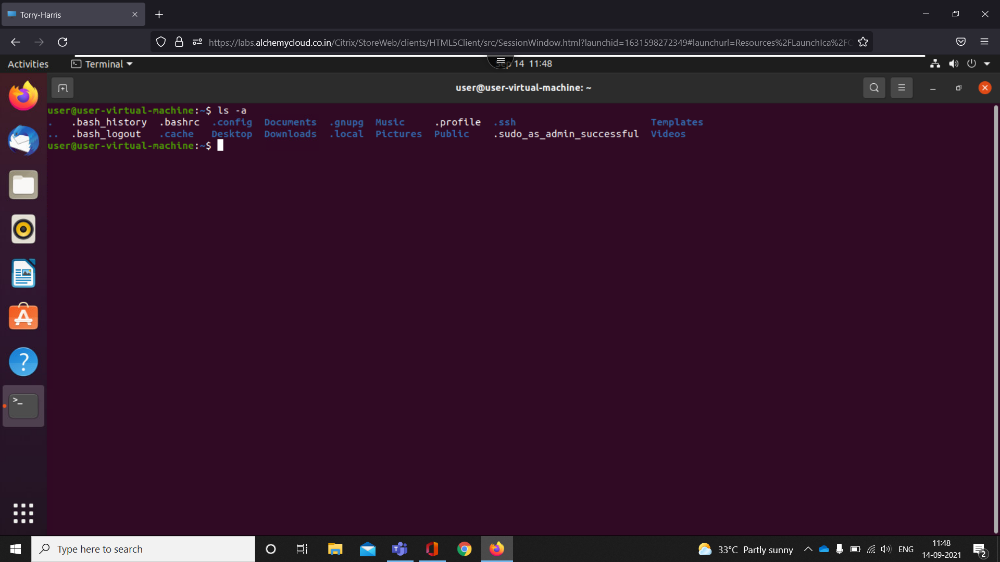 Torry-Harris
https://labs.alchemycloud.co.in/Citrix/StoreWeb/clients/HTML5Client/src/SessionWindow.html?launchid=1631598272349#launchurl=Resources%2FLaunchIca%2FC
Activities
Terminal
Sep 14 11:48
user@user-virtual-machine: ~
user@user-virtual-machine:~$ ls -a
. .bash_history .bashrc .config Documents .gnupg Music .profile .ssh Templates
.. .bash_logout .cache Desktop Downloads .local Pictures Public .sudo_as_admin_successful Videos
user@user-virtual-machine:~$
>_
Type here to search
33°C Partly sunny
ENG
11:48
14-09-2021
2